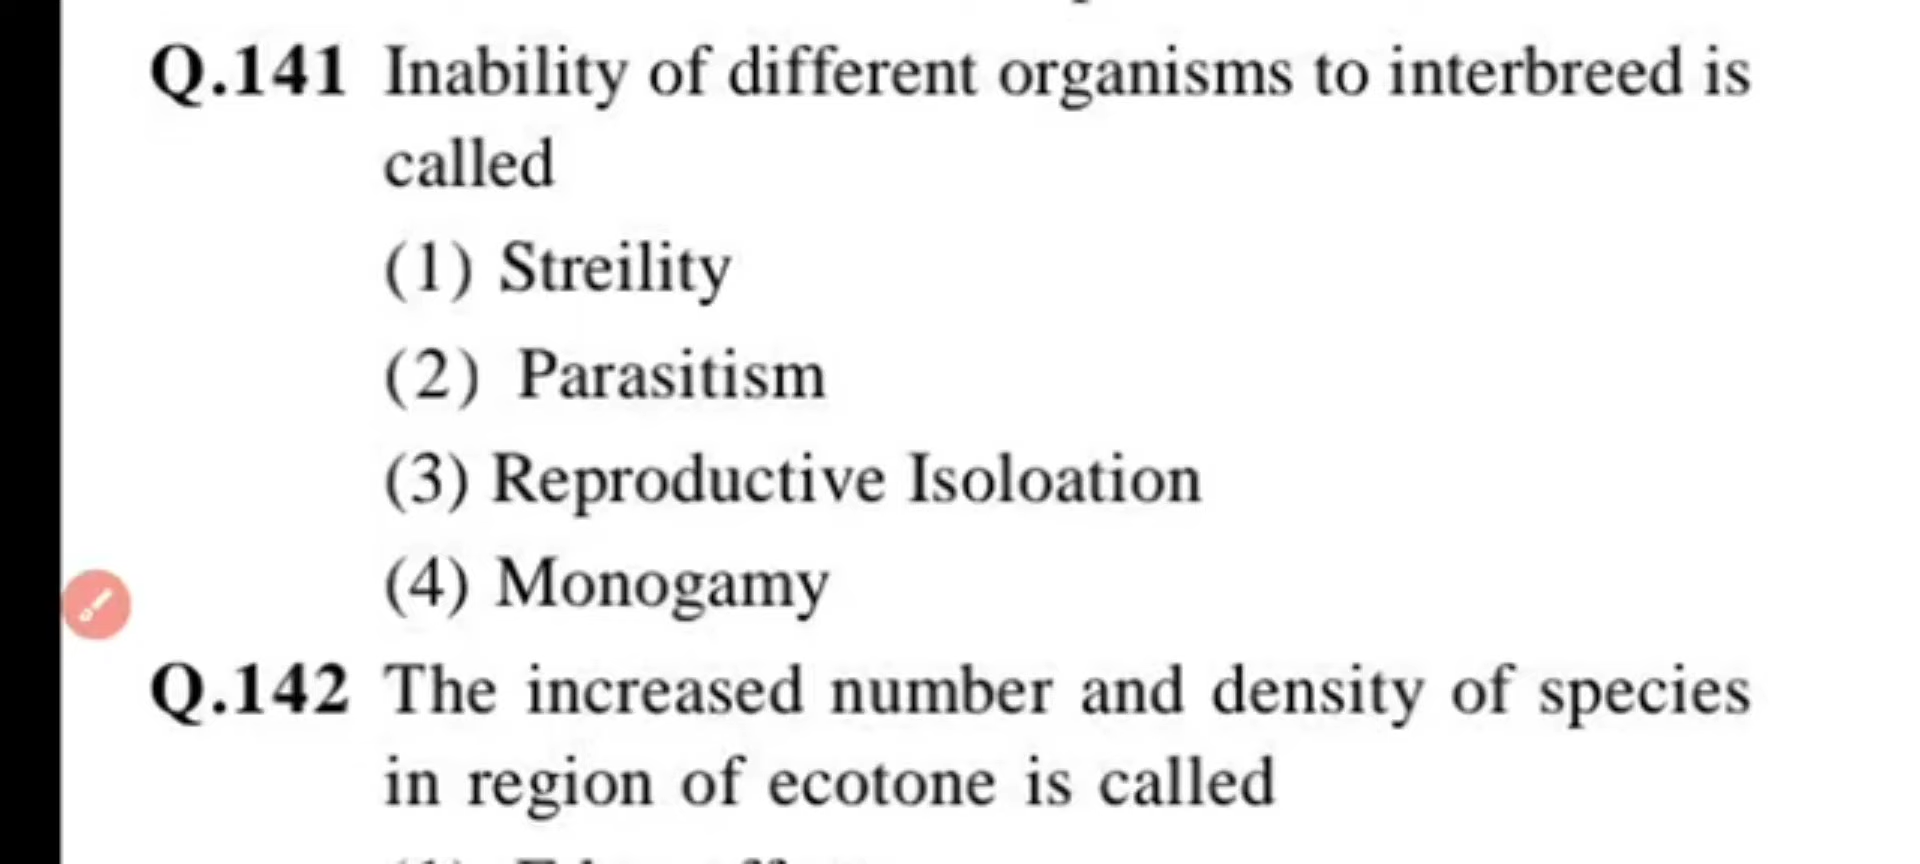 Q.141 Inability of different organisms to interbreed is
called
(1) Streility
(2) Parasitism
(3) Reproductive Isoloation
(4) Monogamy
Q.142 The increased number and density of species
in region of ecotone is called